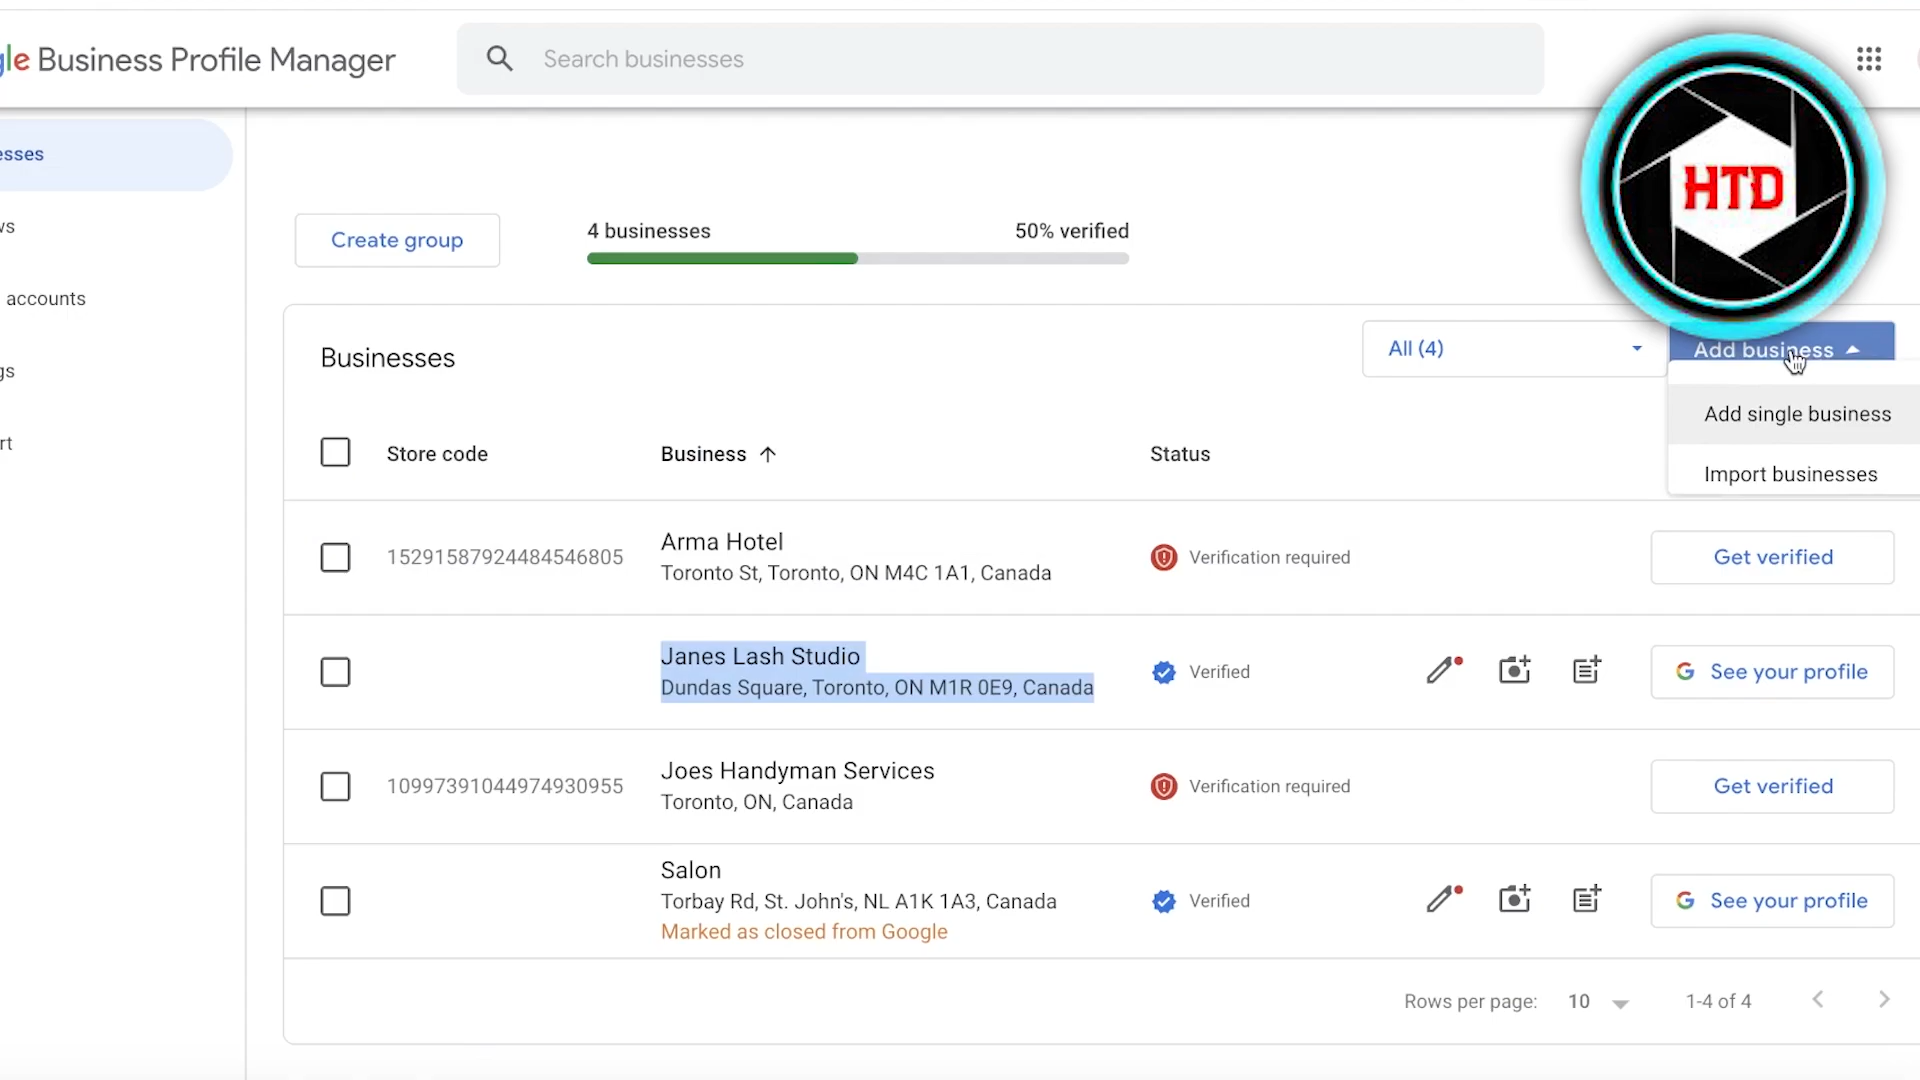 le Business Profile Manager
Search businesses
HTD
esses
vs
accounts
gs
rt
Create group
4 businesses
50% verified
Businesses
All (4)
Add business
Add single business
Import businesses
Store code
Business
Status
15291587924484546805
Arma Hotel
Toronto St, Toronto, ON M4C 1A1, Canada
Verification required
Get verified
Janes Lash Studio
Dundas Square, Toronto, ON M1R 0E9, Canada
Verified
See your profile
10997391044974930955
Joes Handyman Services
Toronto, ON, Canada
Verification required
Get verified
Salon
Torbay Rd, St. John's, NL A1K 1A3, Canada
Marked as closed from Google
Verified
See your profile
Rows per page:
10
1-4 of 4